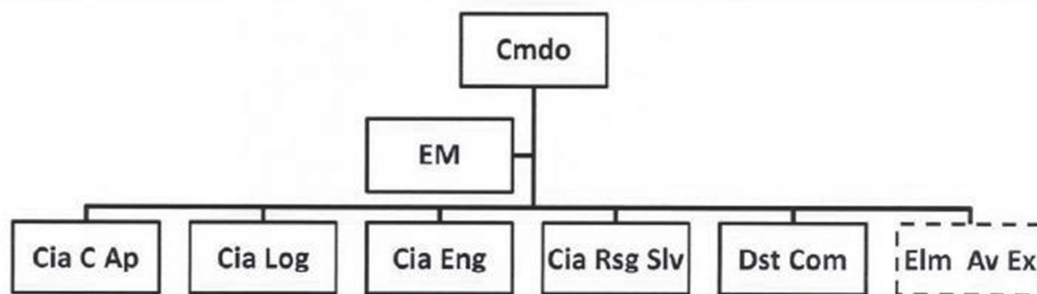 Cmdo
EM
Cia C Ap
Cia Log
Cia Eng
Cia Rsg Slv
Dst Com
Elm Av Ex